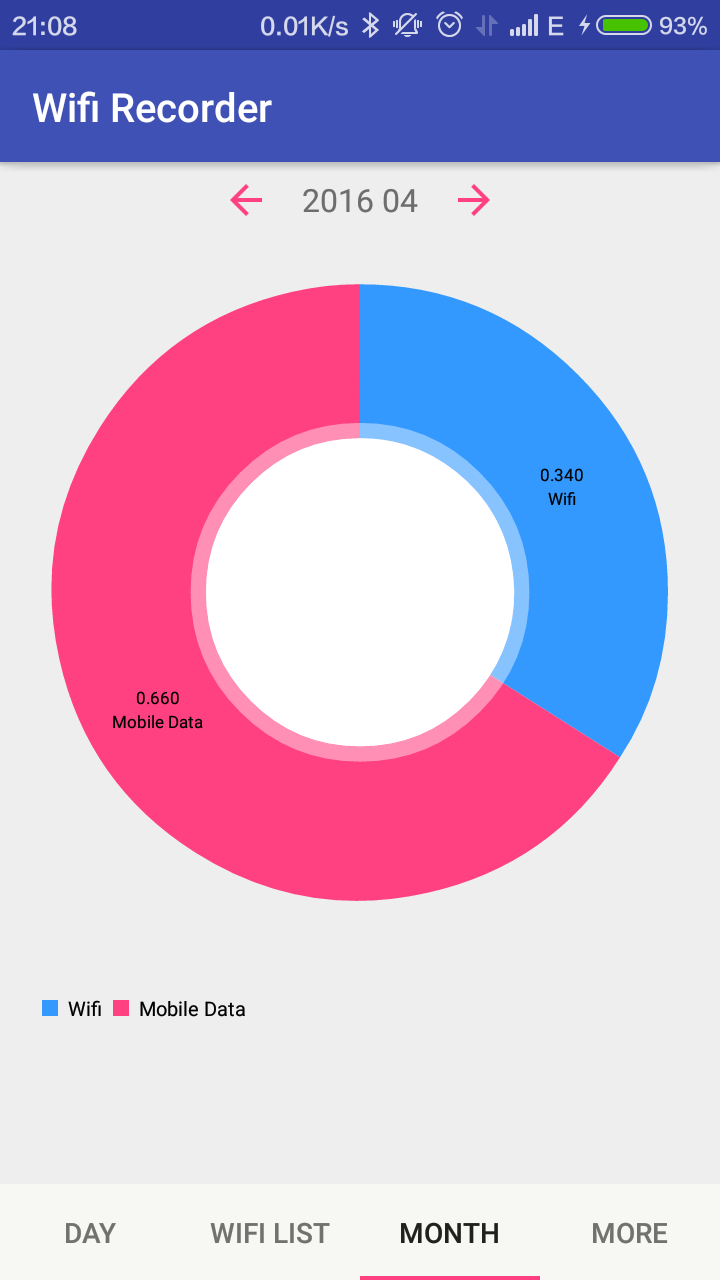 21:08 0.01K/s E 93%
Wifi Recorder
2016 04
0.340
Wifi
0.660
Mobile Data
Wifi Mobile Data
DAY WIFI LIST MONTH MORE